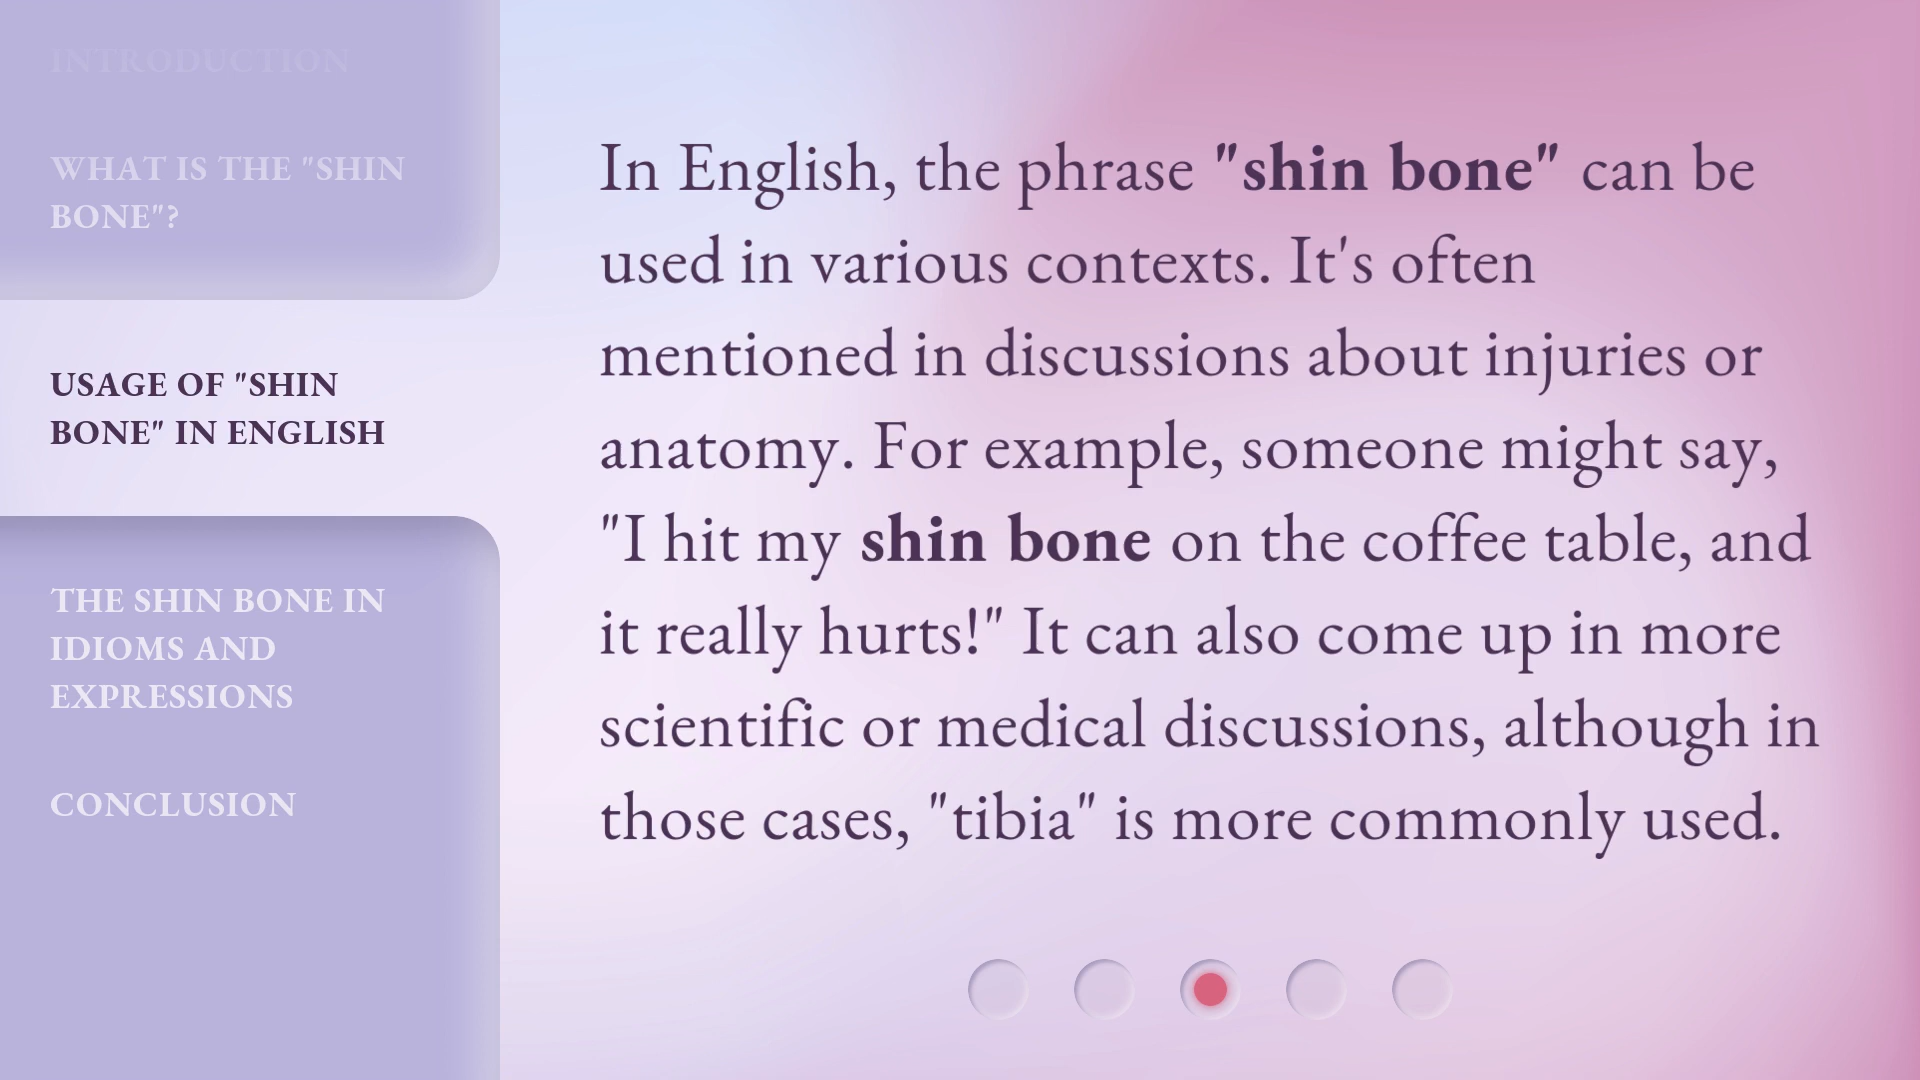 INTRODUCTION
WHAT IS THE "SHIN
BONE"?
USAGE OF "SHIN
BONE" IN ENGLISH
THE SHIN BONE IN
IDIOMS AND
EXPRESSIONS
CONCLUSION
In English, the phrase "shin bone" can be
used in various contexts. It's often
mentioned in discussions about injuries or
anatomy. For example, someone might say,
"I hit my shin bone on the coffee table, and
it really hurts!" It can also come up in more
scientific or medical discussions, although in
those cases, "tibia" is more commonly used.